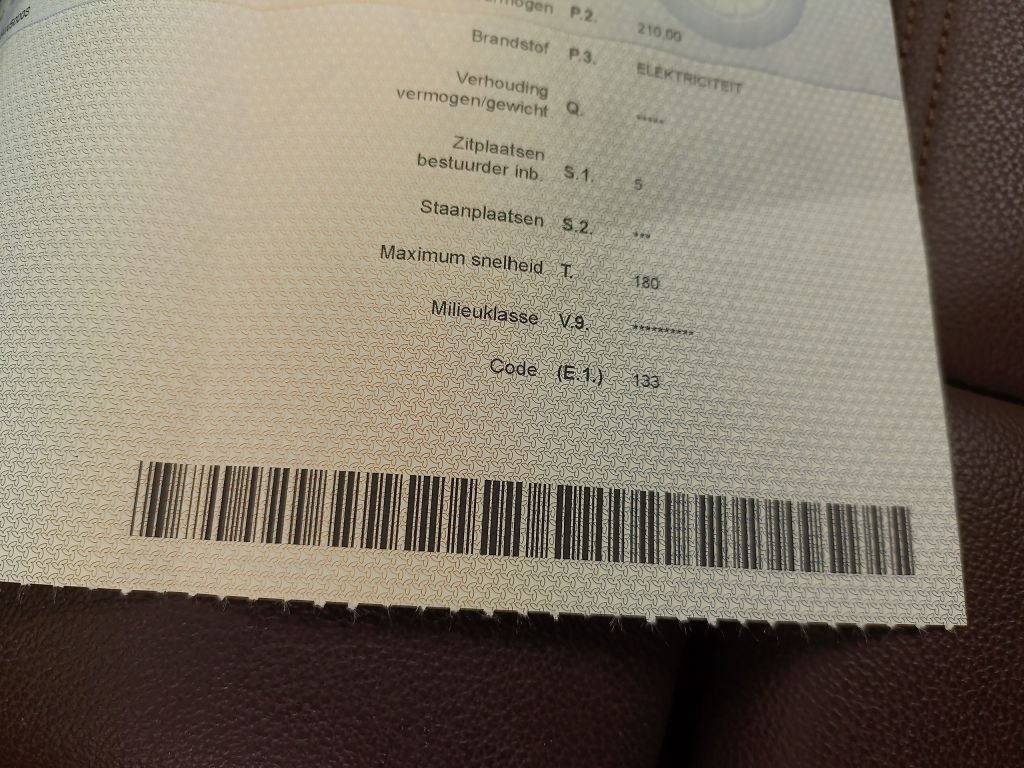 P.2. 210,00
Brandstof P.3. ELEKTRICITEIT
Verhouding
vermogen/gewicht Q. *****
Zitplaatsen
bestuurder inb. S.1. 5
Staanplaatsen S.2. ***
Maximum snelheid T. 180
Milieuklasse V.9. **********
Code (E.1.) 133